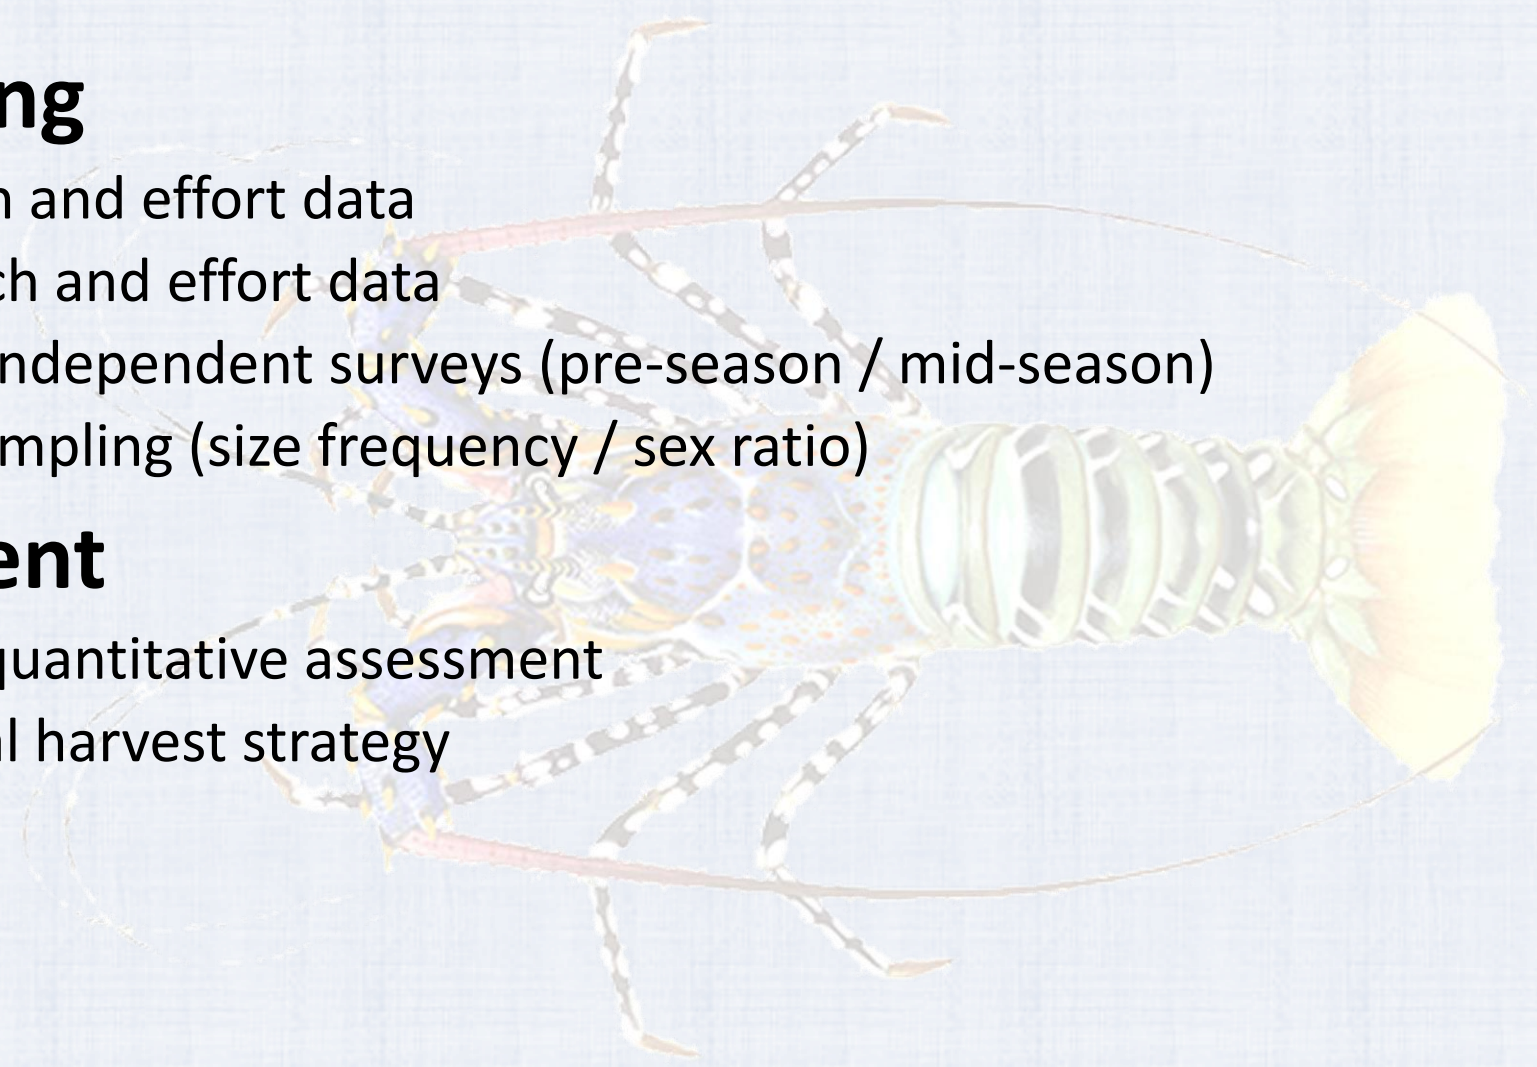 ng
n and effort data
ch and effort data
ndependent surveys (pre-season / mid-season)
mpling (size frequency / sex ratio)
ent
quantitative assessment
al harvest strategy